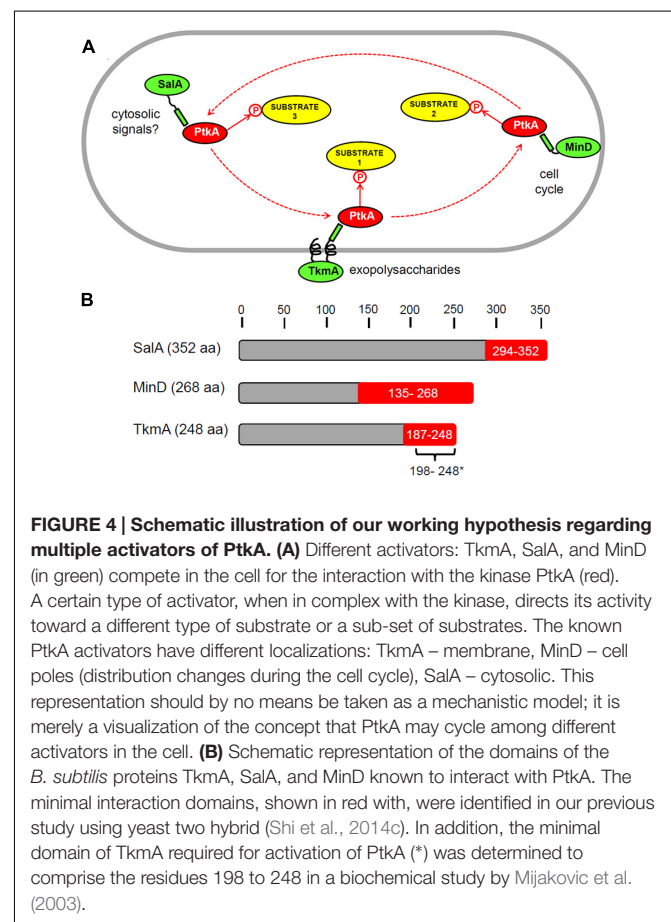 A
SalA
cytosolic
signals?
PtkA
P
SUBSTRATE
3
SUBSTRATE
2
P
PtkA
MinD
cell
cycle
SUBSTRATE
1
P
PtkA
TkmA
exopolysaccharides
B
0 50 100 150 200 250 300 350
SalA (352 aa)
294-352
MinD (268 aa)
135- 268
TkmA (248 aa)
187-248
198- 248*
FIGURE 4 | Schematic illustration of our working hypothesis regarding
multiple activators of PtkA. (A) Different activators: TkmA, SalA, and MinD
(in green) compete in the cell for the interaction with the kinase PtkA (red).
A certain type of activator, when in complex with the kinase, directs its activity
toward a different type of substrate or a sub-set of substrates. The known
PtkA activators have different localizations: TkmA – membrane, MinD – cell
poles (distribution changes during the cell cycle), SalA – cytosolic. This
representation should by no means be taken as a mechanistic model; it is
merely a visualization of the concept that PtkA may cycle among different
activators in the cell. (B) Schematic representation of the domains of the
B. subtilis proteins TkmA, SalA, and MinD known to interact with PtkA. The
minimal interaction domains, shown in red with, were identified in our previous
study using yeast two hybrid (Shi et al., 2014c). In addition, the minimal
domain of TkmA required for activation of PtkA (*) was determined to
comprise the residues 198 to 248 in a biochemical study by Mijakovic et al.
(2003).